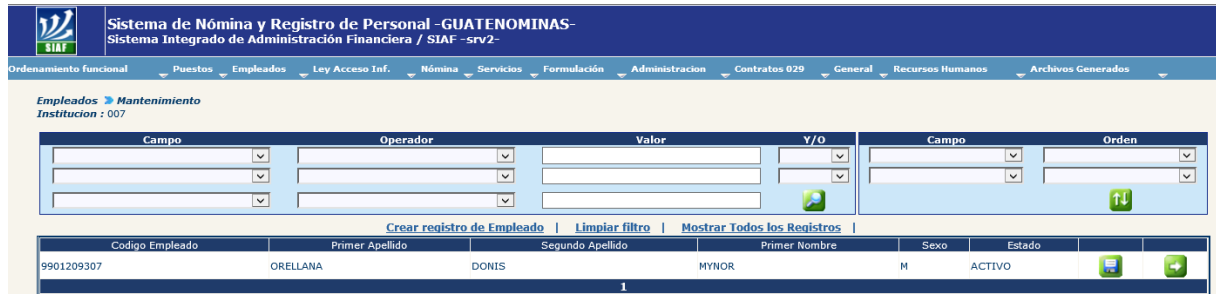 Sistema de Nómina y Registro de Personal -GUATENOMINAS-
SIAF Sistema Integrado de Administración Financiera / SIAF -srv2-
Ordenamiento funcional Puestos Empleados Ley Acceso Inf. Nómina Servicios Formulación Administracion Contratos 029 General Recursos Humanos Archivos Generados
Empleados Mantenimiento
Institucion : 007
Campo Operador Valor Y/O Campo Orden
Crear registro de Empleado | Limpiar filtro | Mostrar Todos los Registros |
Codigo Empleado Primer Apellido Segundo Apellido Primer Nombre Sexo Estado
9901209307 ORELLANA DONIS MYNOR M ACTIVO
1